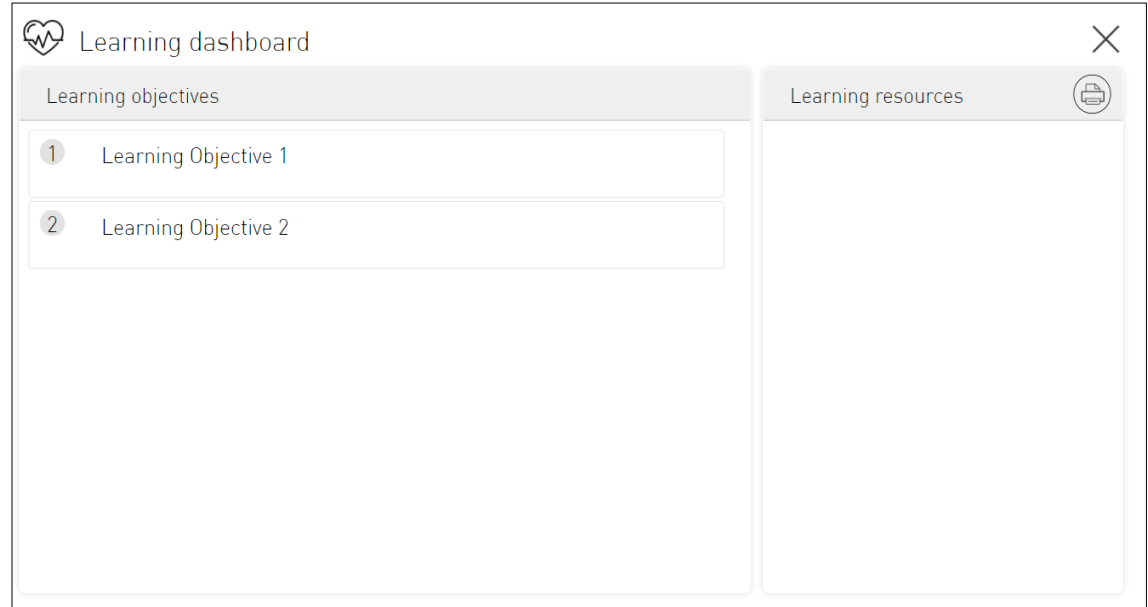 Learning dashboard
Learning objectives
Learning resources
1 Learning Objective 1
2 Learning Objective 2